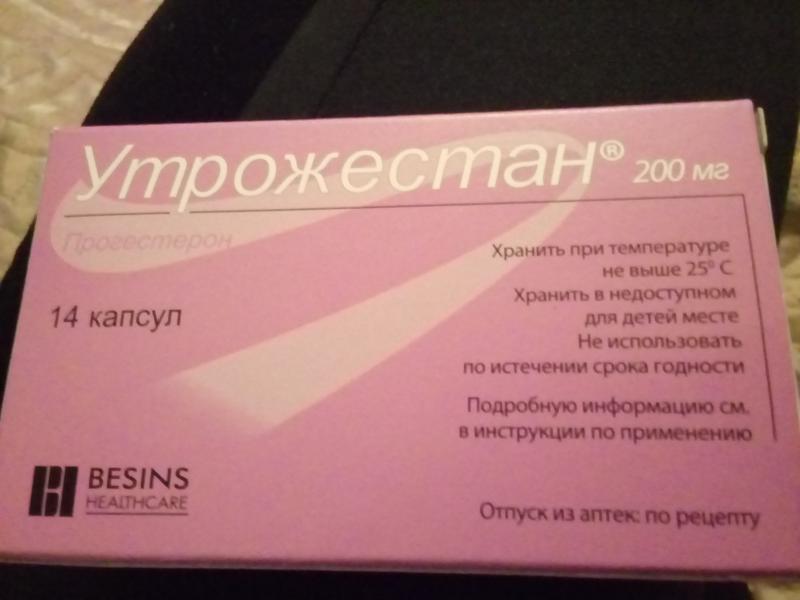 Утрожестан® 200 мг
Прогестерон
14 капсул
Хранить при температуре
не выше 25° С
Хранить в недоступном
для детей месте
Не использовать
по истечении срока годности
Подробную информацию см.
в инструкции по применению
BESINS
HEALTHCARE
Отпуск из аптек: по рецепту